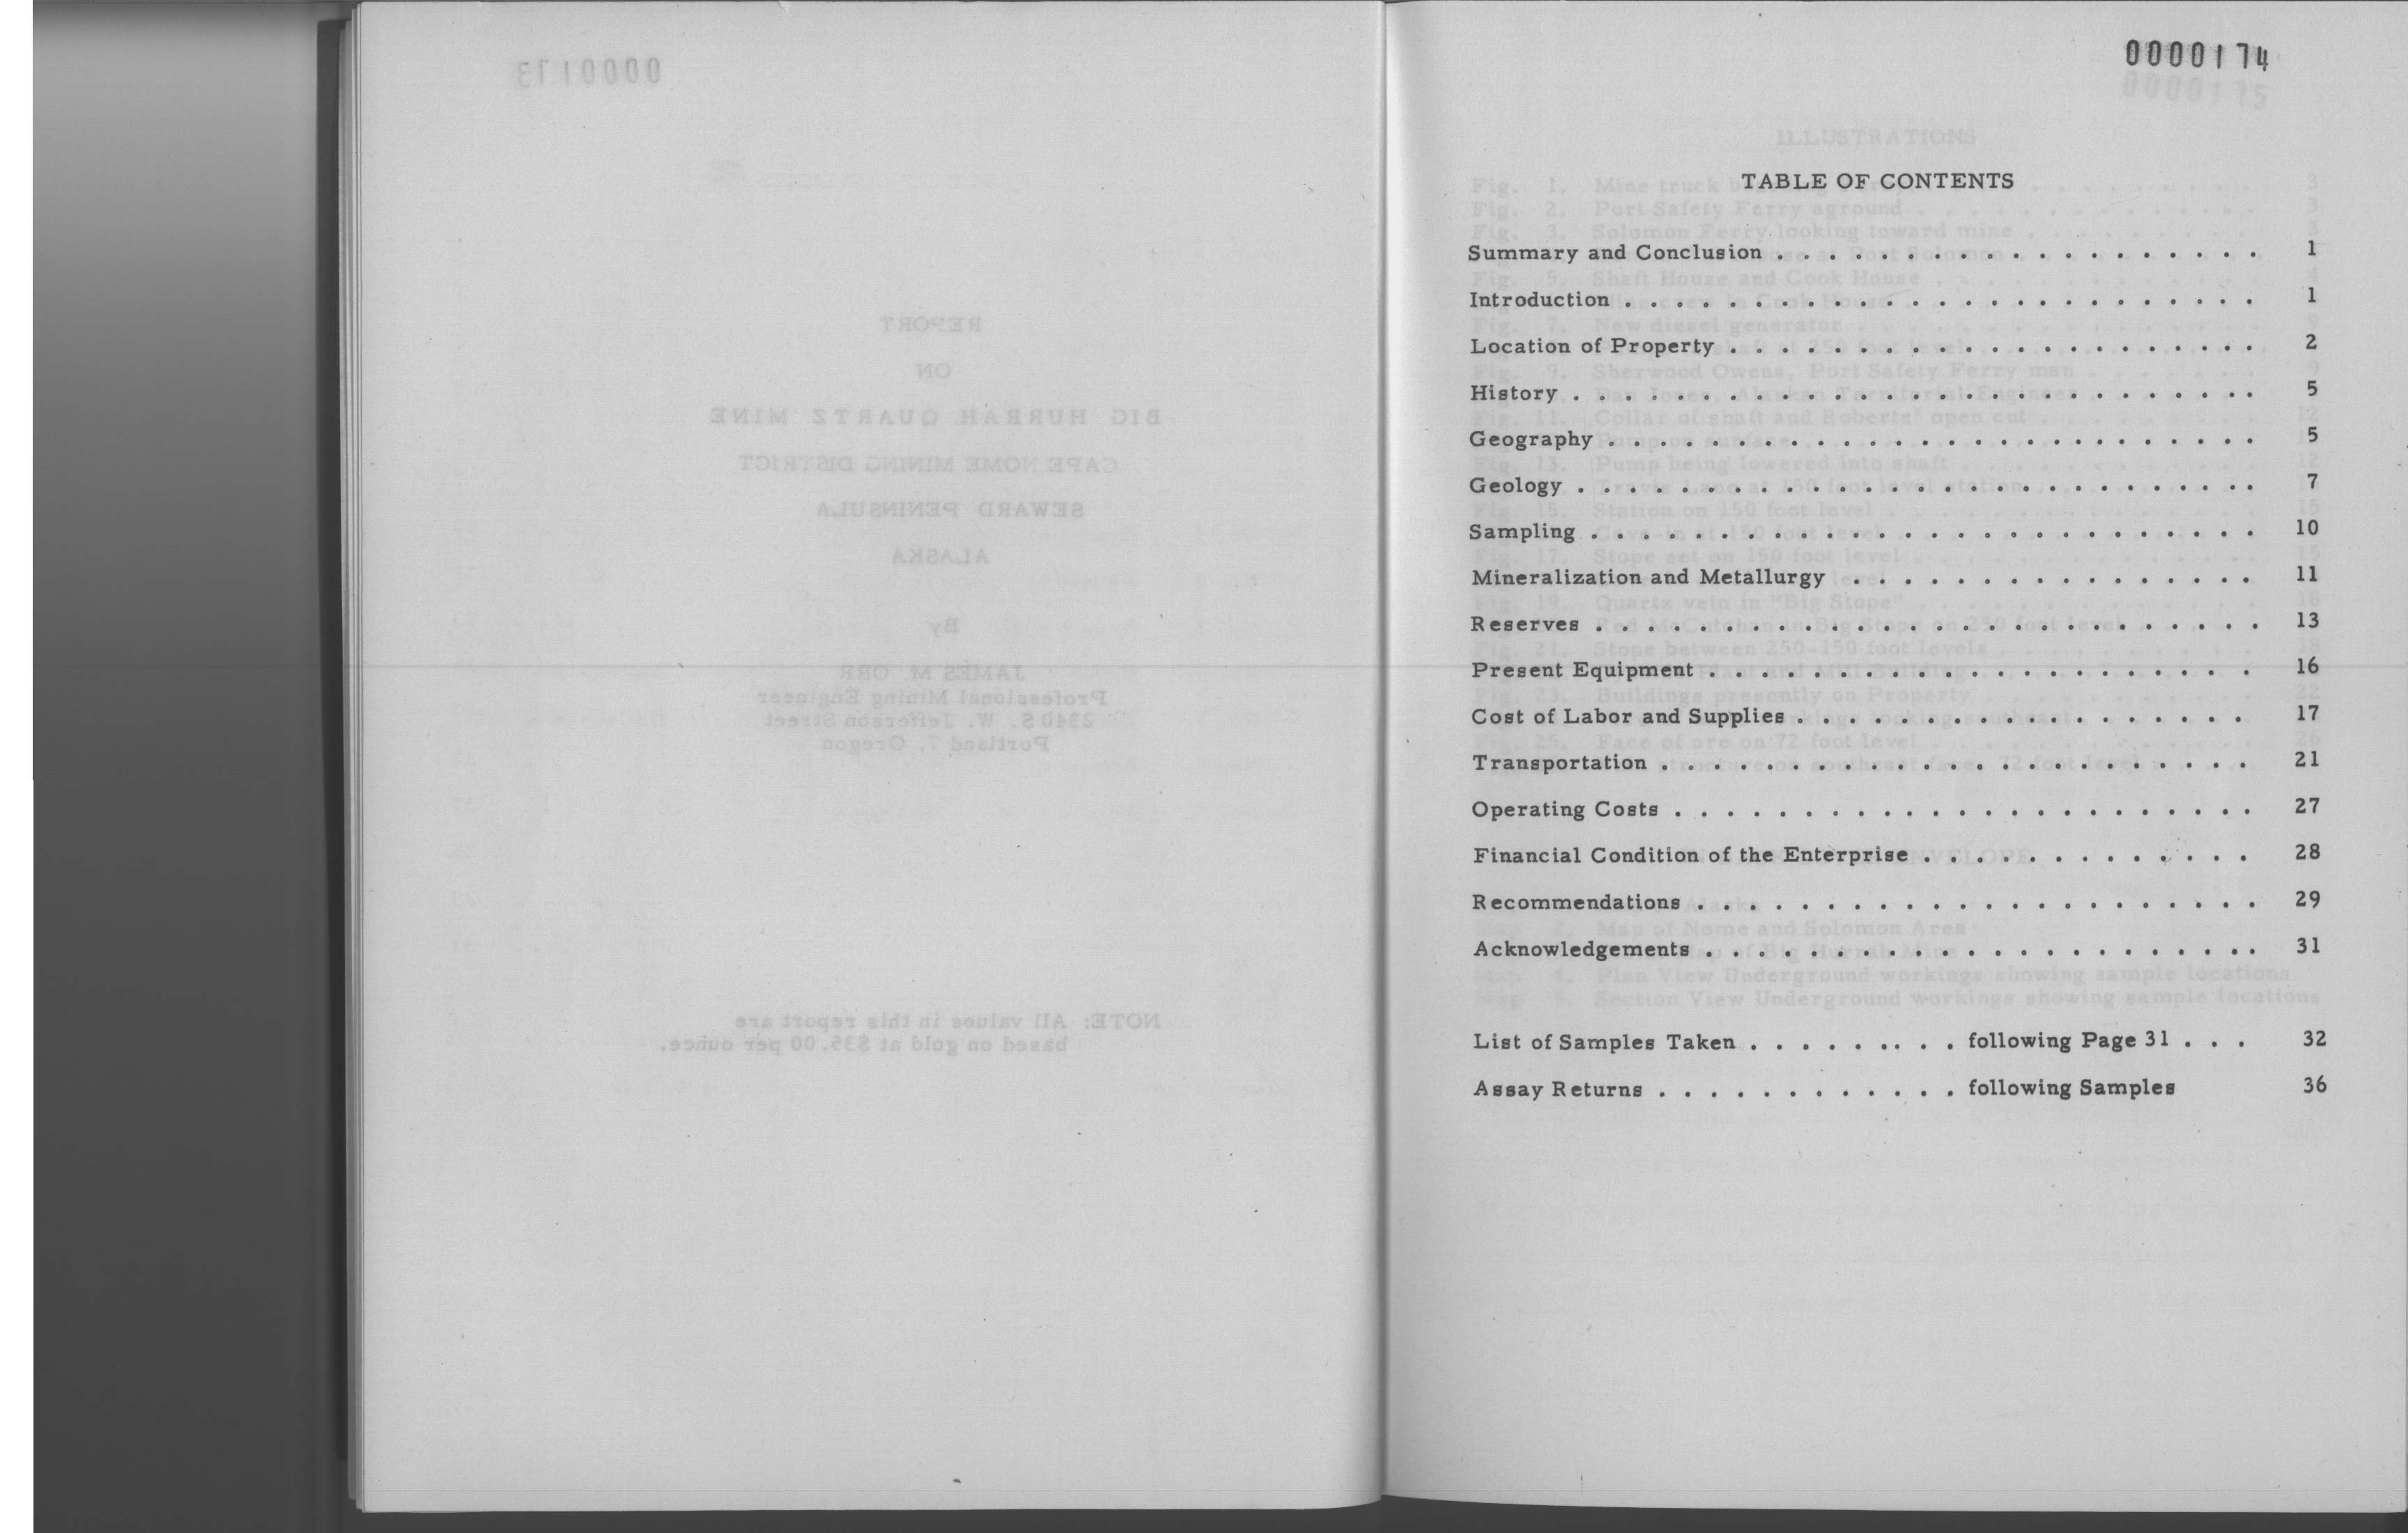 0000174
TABLE OF CONTENTS
Summary and Conclusion . . . . . . . . . . . . . . . . . . . 1
Introduction . . . . . . . . . . . . . . . . . . . . . . . . . 1
Location of Property . . . . . . . . . . . . . . . . . . . . . 2
History . . . . . . . . . . . . . . . . . . . . . . . . . . . 5
Geography . . . . . . . . . . . . . . . . . . . . . . . . . . 5
Geology . . . . . . . . . . . . . . . . . . . . . . . . . . . 7
Sampling . . . . . . . . . . . . . . . . . . . . . . . . . . 10
Mineralization and Metallurgy . . . . . . . . . . . . . . . . 11
Reserves . . . . . . . . . . . . . . . . . . . . . . . . . . 13
Present Equipment . . . . . . . . . . . . . . . . . . . . . 16
Cost of Labor and Supplies . . . . . . . . . . . . . . . . . . 17
Transportation . . . . . . . . . . . . . . . . . . . . . . . 21
Operating Costs . . . . . . . . . . . . . . . . . . . . . . . 27
Financial Condition of the Enterprise . . . . . . . . . . . . . 28
Recommendations . . . . . . . . . . . . . . . . . . . . . . 29
Acknowledgements . . . . . . . . . . . . . . . . . . . . . . 31
List of Samples Taken . . . . . . .. . . following Page 31 . . . 32
Assay Returns . . . . . . . . . . . . following Samples 36